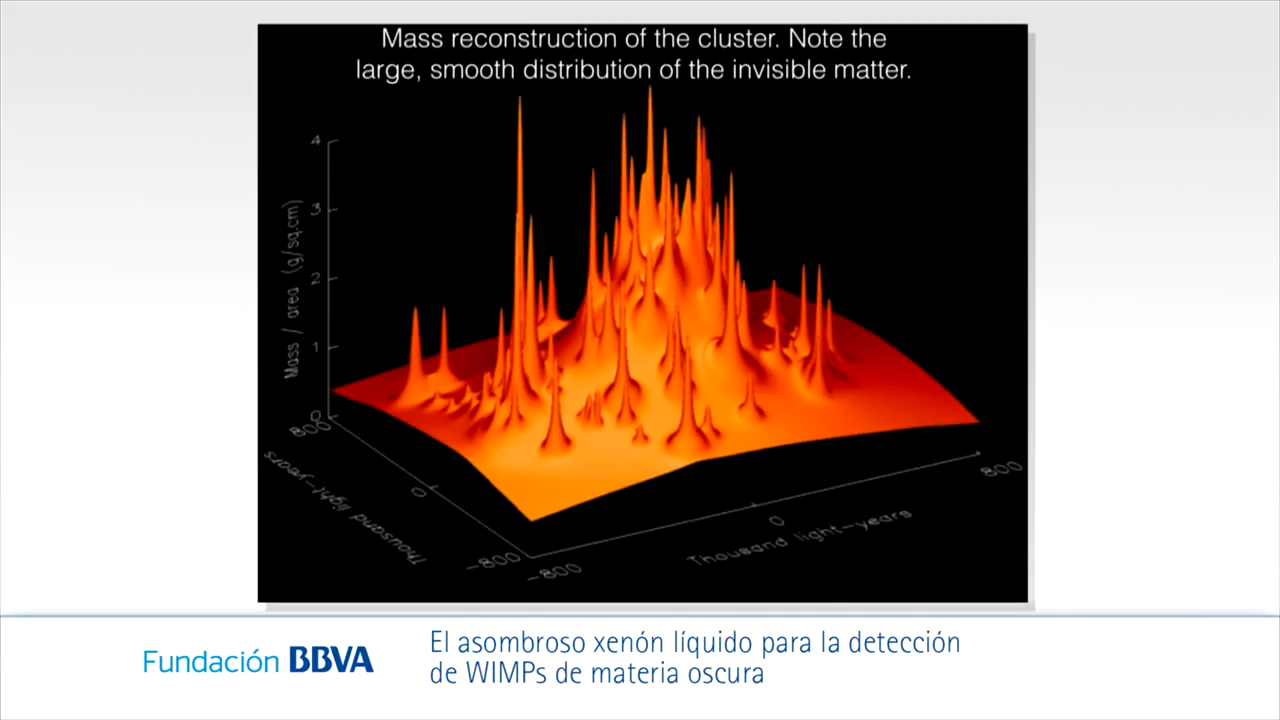 Mass reconstruction of the cluster. Note the
large, smooth distribution of the invisible matter.
4
3
2
1
0
Mass / area (g/sq.cm)
800
0
-800
Thousand light-years
-800
0
800
Thousand light-years
Fundación BBVA
El asombroso xenón líquido para la detección
de WIMPs de materia oscura